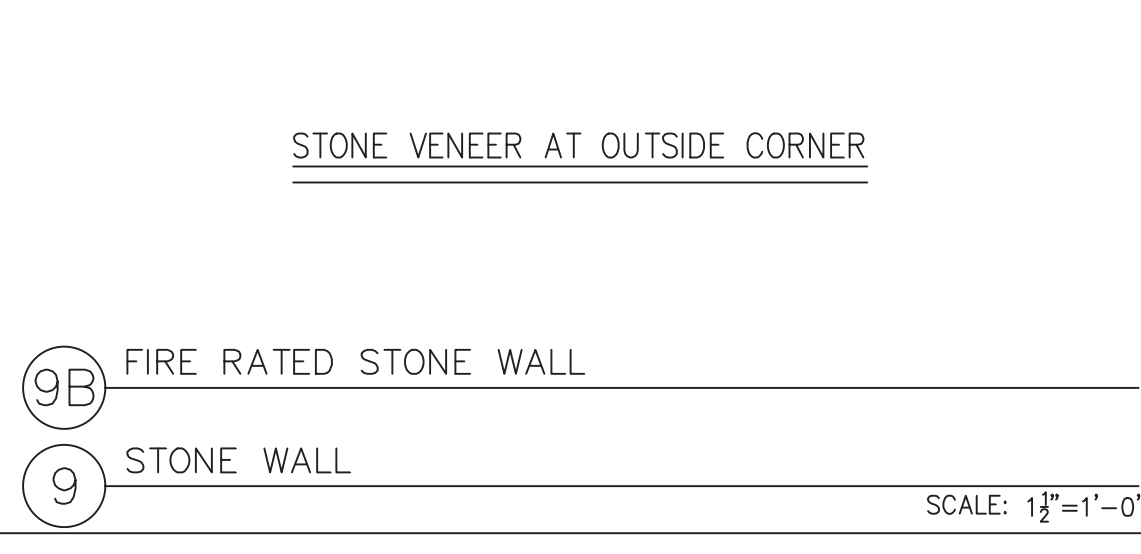 STONE VENEER AT OUTSIDE CORNER
9B FIRE RATED STONE WALL
9 STONE WALL
SCALE: 1½"=1'-0'